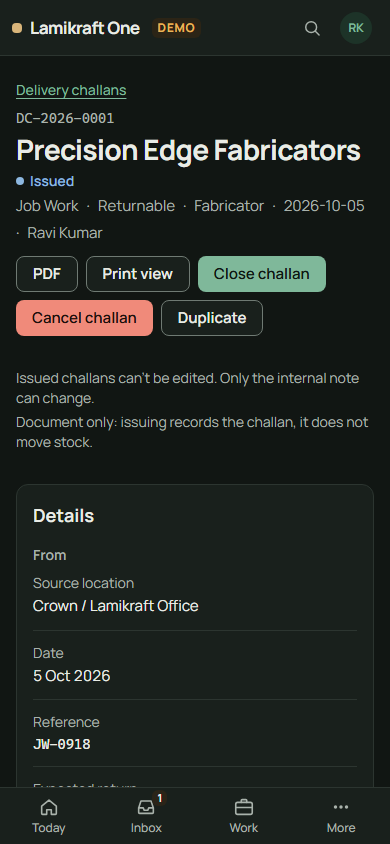 Lamikraft One DEMO RK
Delivery challans
DC-2026-0001
Precision Edge Fabricators
Issued
Job Work · Returnable · Fabricator · 2026-10-05
· Ravi Kumar
PDF Print view Close challan
Cancel challan Duplicate
Issued challans can't be edited. Only the internal note
can change.
Document only: issuing records the challan, it does not
move stock.
Details
From
Source location
Crown / Lamikraft Office
Date
5 Oct 2026
Reference
JW-0918
Expected return
1
Today Inbox Work More